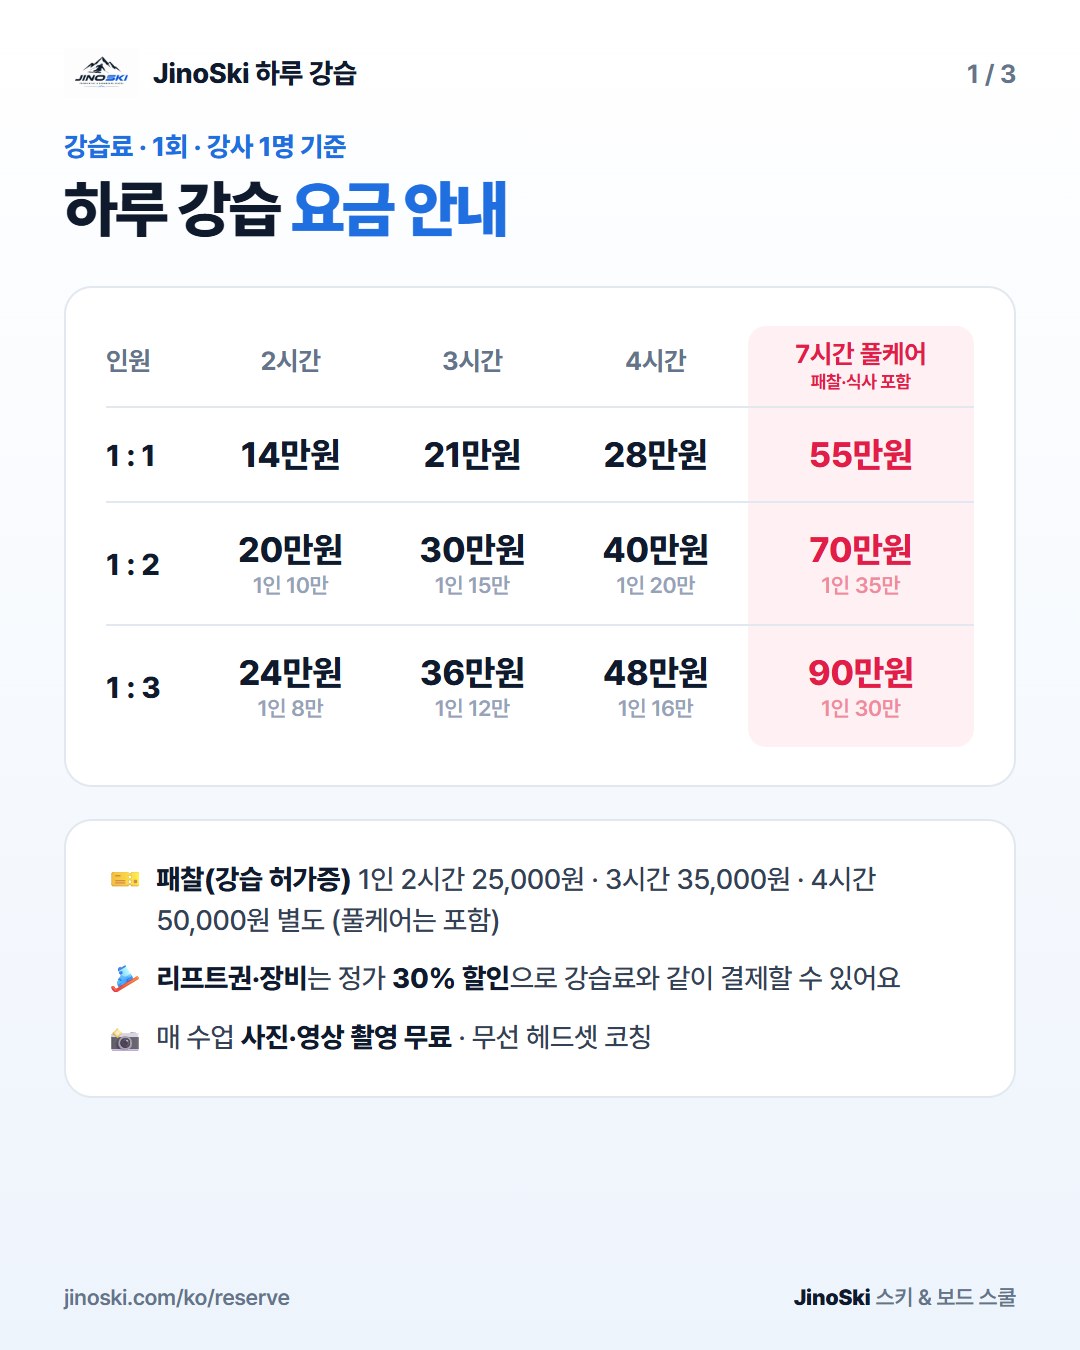 JINOSKI
JinoSki 하루 강습
1 / 3
강습료 · 1회 · 강사 1명 기준
하루 강습 요금 안내
인원 2시간 3시간 4시간 7시간 풀케어
패찰·식사 포함
1 : 1 14만원 21만원 28만원 55만원
1 : 2 20만원 30만원 40만원 70만원
1인 10만 1인 15만 1인 20만 1인 35만
1 : 3 24만원 36만원 48만원 90만원
1인 8만 1인 12만 1인 16만 1인 30만
패찰(강습 허가증) 1인 2시간 25,000원 · 3시간 35,000원 · 4시간
50,000원 별도 (풀케어는 포함)
리프트권·장비는 정가 30% 할인으로 강습료와 같이 결제할 수 있어요
매 수업 사진·영상 촬영 무료 · 무선 헤드셋 코칭
jinoski.com/ko/reserve
JinoSki 스키 & 보드 스쿨